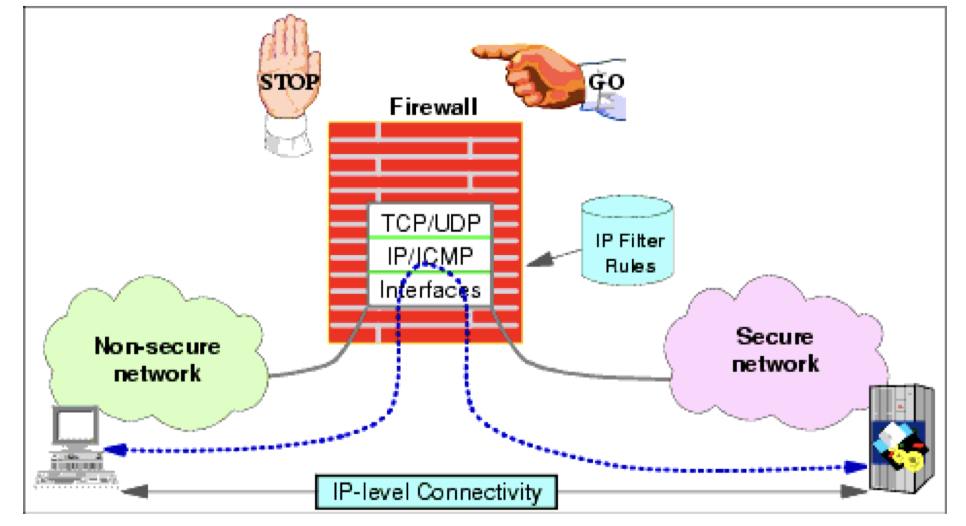 STOP
GO
Firewall
TCP/UDP
IP/ICMP
Interfaces
IP Filter
Rules
Non-secure
network
Secure
network
IP-level Connectivity